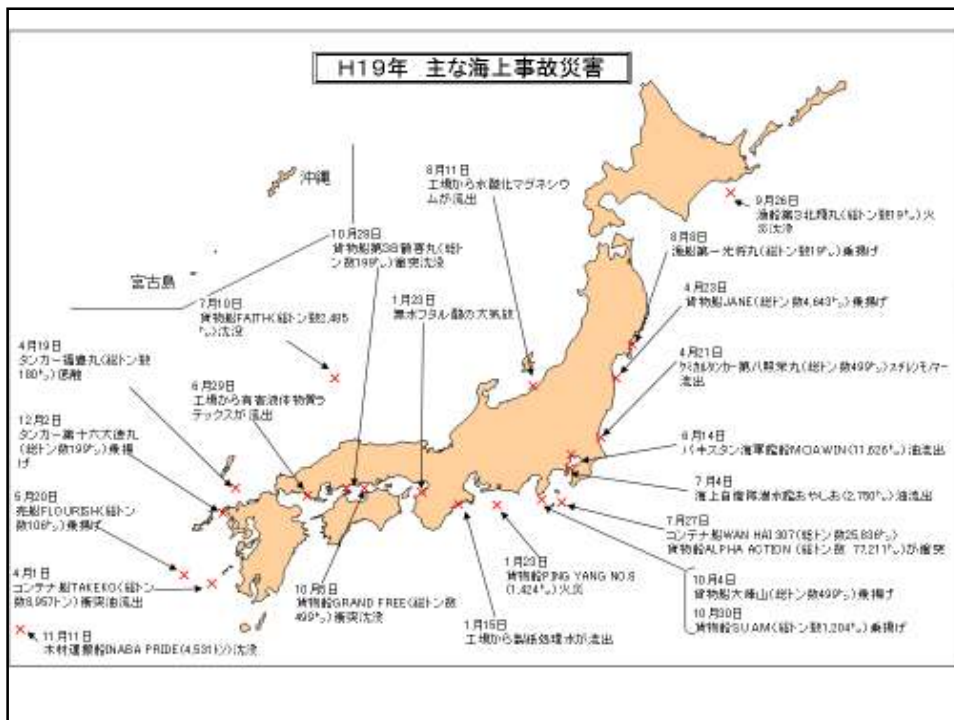 H19年 主な海上事故災害
沖縄
宮古島
8月11日
工場から水酸化マグネシウ
ムが流出
9月26日
漁船第3北翔丸(総トン数19㌧)火
災沈没
8月8日
漁船第一光将丸(総トン数19㌧)乗揚げ
10月28日
貨物船第38勧寿丸(総ト
ン数199㌧)衝突沈没
4月23日
貨物船JANE(総トン数4,643㌧)乗揚げ
7月10日
貨物船FAITH(総トン数2,495
㌧)沈没
1月23日
無水フタル酸の大気放
4月19日
タンカー福豊丸(総トン数
180㌧)底触
4月21日
ケミカルタンカー第八照栄丸(総トン数499㌧)スチレンモノマー
流出
6月29日
工場から有害液体物質ラ
テックスが流出
12月2日
タンカー第十六大徳丸
(総トン数199㌧)乗揚
げ
6月14日
パキスタン海軍艦船MOAWIN(11,626㌧)油流出
7月4日
海上自衛隊潜水艦おやしお(2,750㌧)油流出
5月20日
売船FLOURISH(総トン
数106㌧)乗揚げ
7月27日
コンテナ船WAN HAI 307(総トン数25,836㌧)
貨物船ALPHA ACTION (総トン数 77,211㌧)が衝突
4月1日
コンテナ船TAKEKO(総トン
数8,957トン)衝突油流出
10月5日
貨物船GRAND FREE(総トン数
499㌧)衝突沈没
1月23日
貨物船PING YANG NO.8
(1,424㌧)火災
10月4日
貨物船大峰山(総トン数499㌧)乗揚げ
10月30日
貨物船SU AM(総トン数1,204㌧)乗揚げ
1月15日
工場から製紙処理水が流出
11月11日
木材運搬船INABA PRIDE(4,531トン)沈没